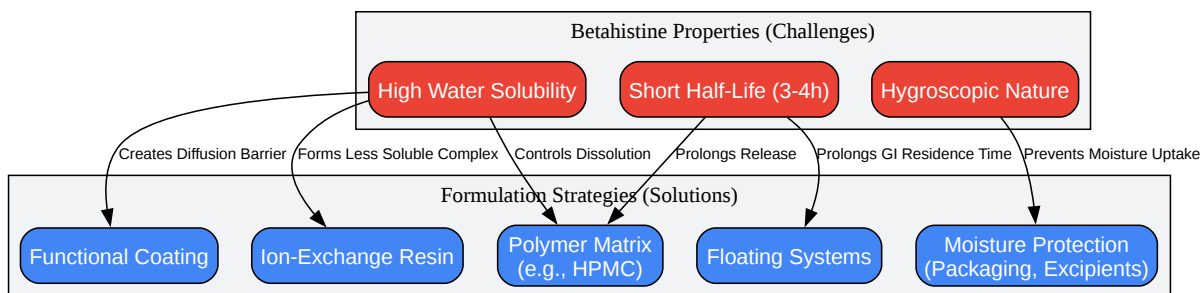 Betahistine Properties (Challenges)
High Water Solubility
Short Half-Life (3-4h)
Hygroscopic Nature
Creates Diffusion Barrier
Forms Less Soluble Complex
Controls Dissolution
Prolongs Release
Prolongs GI Residence Time
Prevents Moisture Uptake
Formulation Strategies (Solutions)
Functional Coating
Ion-Exchange Resin
Polymer Matrix
(e.g., HPMC)
Floating Systems
Moisture Protection
(Packaging, Excipients)